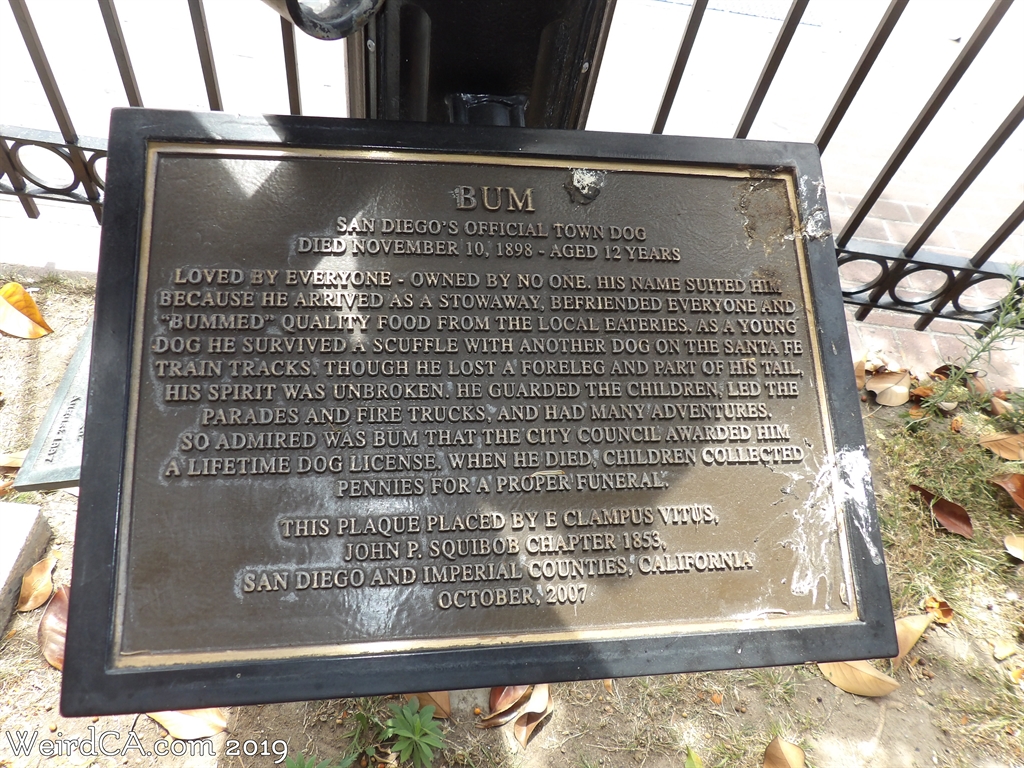 BUM
SAN DIEGO'S OFFICIAL TOWN DOG
DIED NOVEMBER 10, 1898 - AGED 12 YEARS
LOVED BY EVERYONE - OWNED BY NO ONE. HIS NAME SUITED HIM
BECAUSE HE ARRIVED AS A STOWAWAY, BEFRIENDED EVERYONE AND
"BUMMED" QUALITY FOOD FROM THE LOCAL EATERIES. AS A YOUNG
DOG HE SURVIVED A SCUFFLE WITH ANOTHER DOG ON THE SANTA FE
TRAIN TRACKS. THOUGH HE LOST A FORELEG AND PART OF HIS TAIL,
HIS SPIRIT WAS UNBROKEN. HE GUARDED THE CHILDREN, LED THE
PARADES AND FIRE TRUCKS, AND HAD MANY ADVENTURES.
SO ADMIRED WAS BUM THAT THE CITY COUNCIL AWARDED HIM
A LIFETIME DOG LICENSE. WHEN HE DIED, CHILDREN COLLECTED
PENNIES FOR A PROPER FUNERAL.
THIS PLAQUE PLACED BY E CLAMPUS VITUS,
JOHN P. SQUIBOB CHAPTER 1853,
SAN DIEGO AND IMPERIAL COUNTIES, CALIFORNIA
OCTOBER, 2007
WeirdCA.com 2019